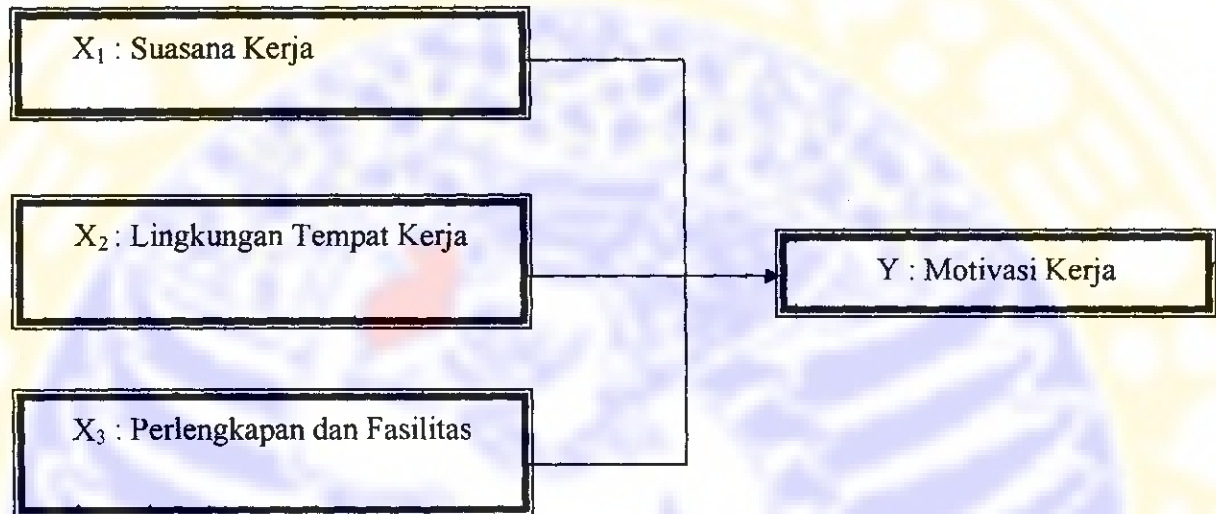 X₁ : Suasana Kerja
X₂ : Lingkungan Tempat Kerja
Y : Motivasi Kerja
X₃ : Perlengkapan dan Fasilitas